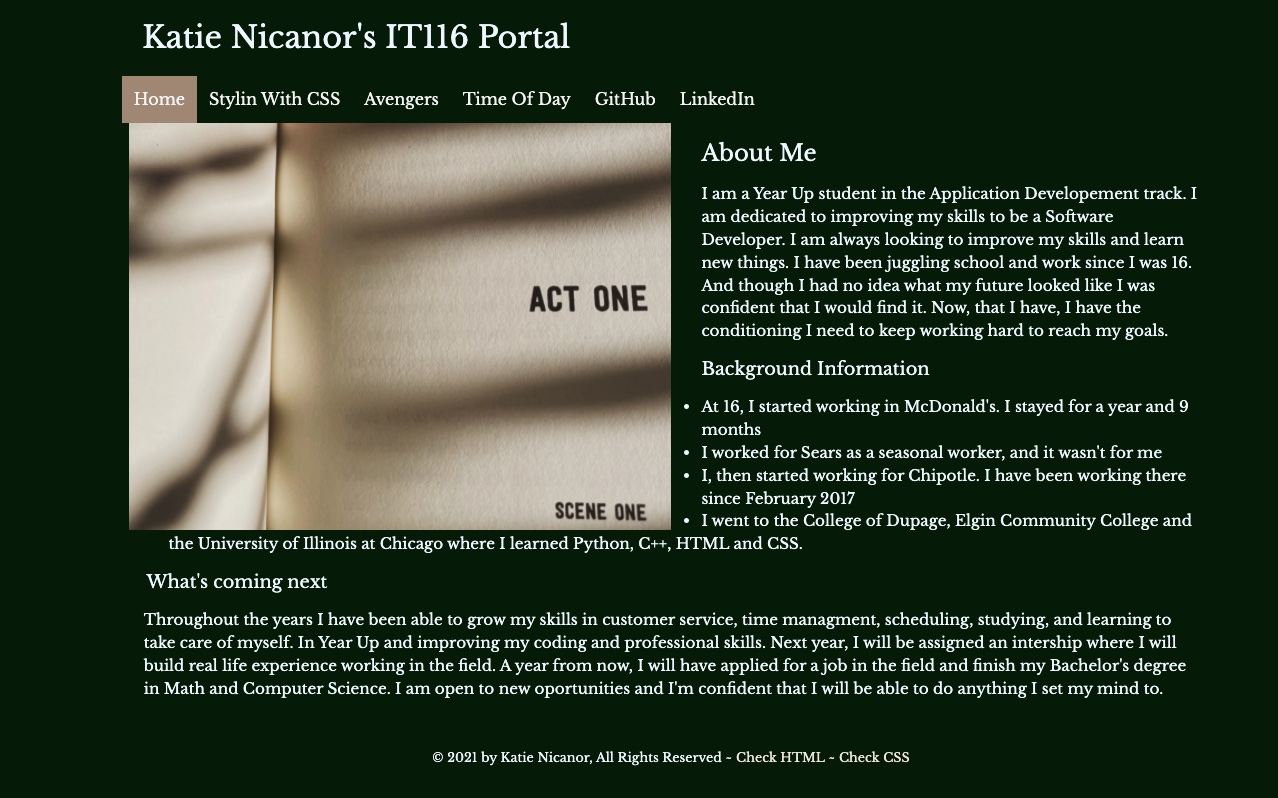 Katie Nicanor's IT116 Portal
Home Stylin With CSS Avengers Time Of Day GitHub LinkedIn
ACT ONE
SCENE ONE
About Me
I am a Year Up student in the Application Developement track. I
am dedicated to improving my skills to be a Software
Developer. I am always looking to improve my skills and learn
new things. I have been juggling school and work since I was 16.
And though I had no idea what my future looked like I was
confident that I would find it. Now, that I have, I have the
conditioning I need to keep working hard to reach my goals.
Background Information
• At 16, I started working in McDonald's. I stayed for a year and 9
months
• I worked for Sears as a seasonal worker, and it wasn't for me
• I, then started working for Chipotle. I have been working there
since February 2017
• I went to the College of Dupage, Elgin Community College and
the University of Illinois at Chicago where I learned Python, C++, HTML and CSS.
What's coming next
Throughout the years I have been able to grow my skills in customer service, time managment, scheduling, studying, and learning to
take care of myself. In Year Up and improving my coding and professional skills. Next year, I will be assigned an intership where I will
build real life experience working in the field. A year from now, I will have applied for a job in the field and finish my Bachelor's degree
in Math and Computer Science. I am open to new oportunities and I'm confident that I will be able to do anything I set my mind to.
© 2021 by Katie Nicanor, All Rights Reserved ~ Check HTML ~ Check CSS